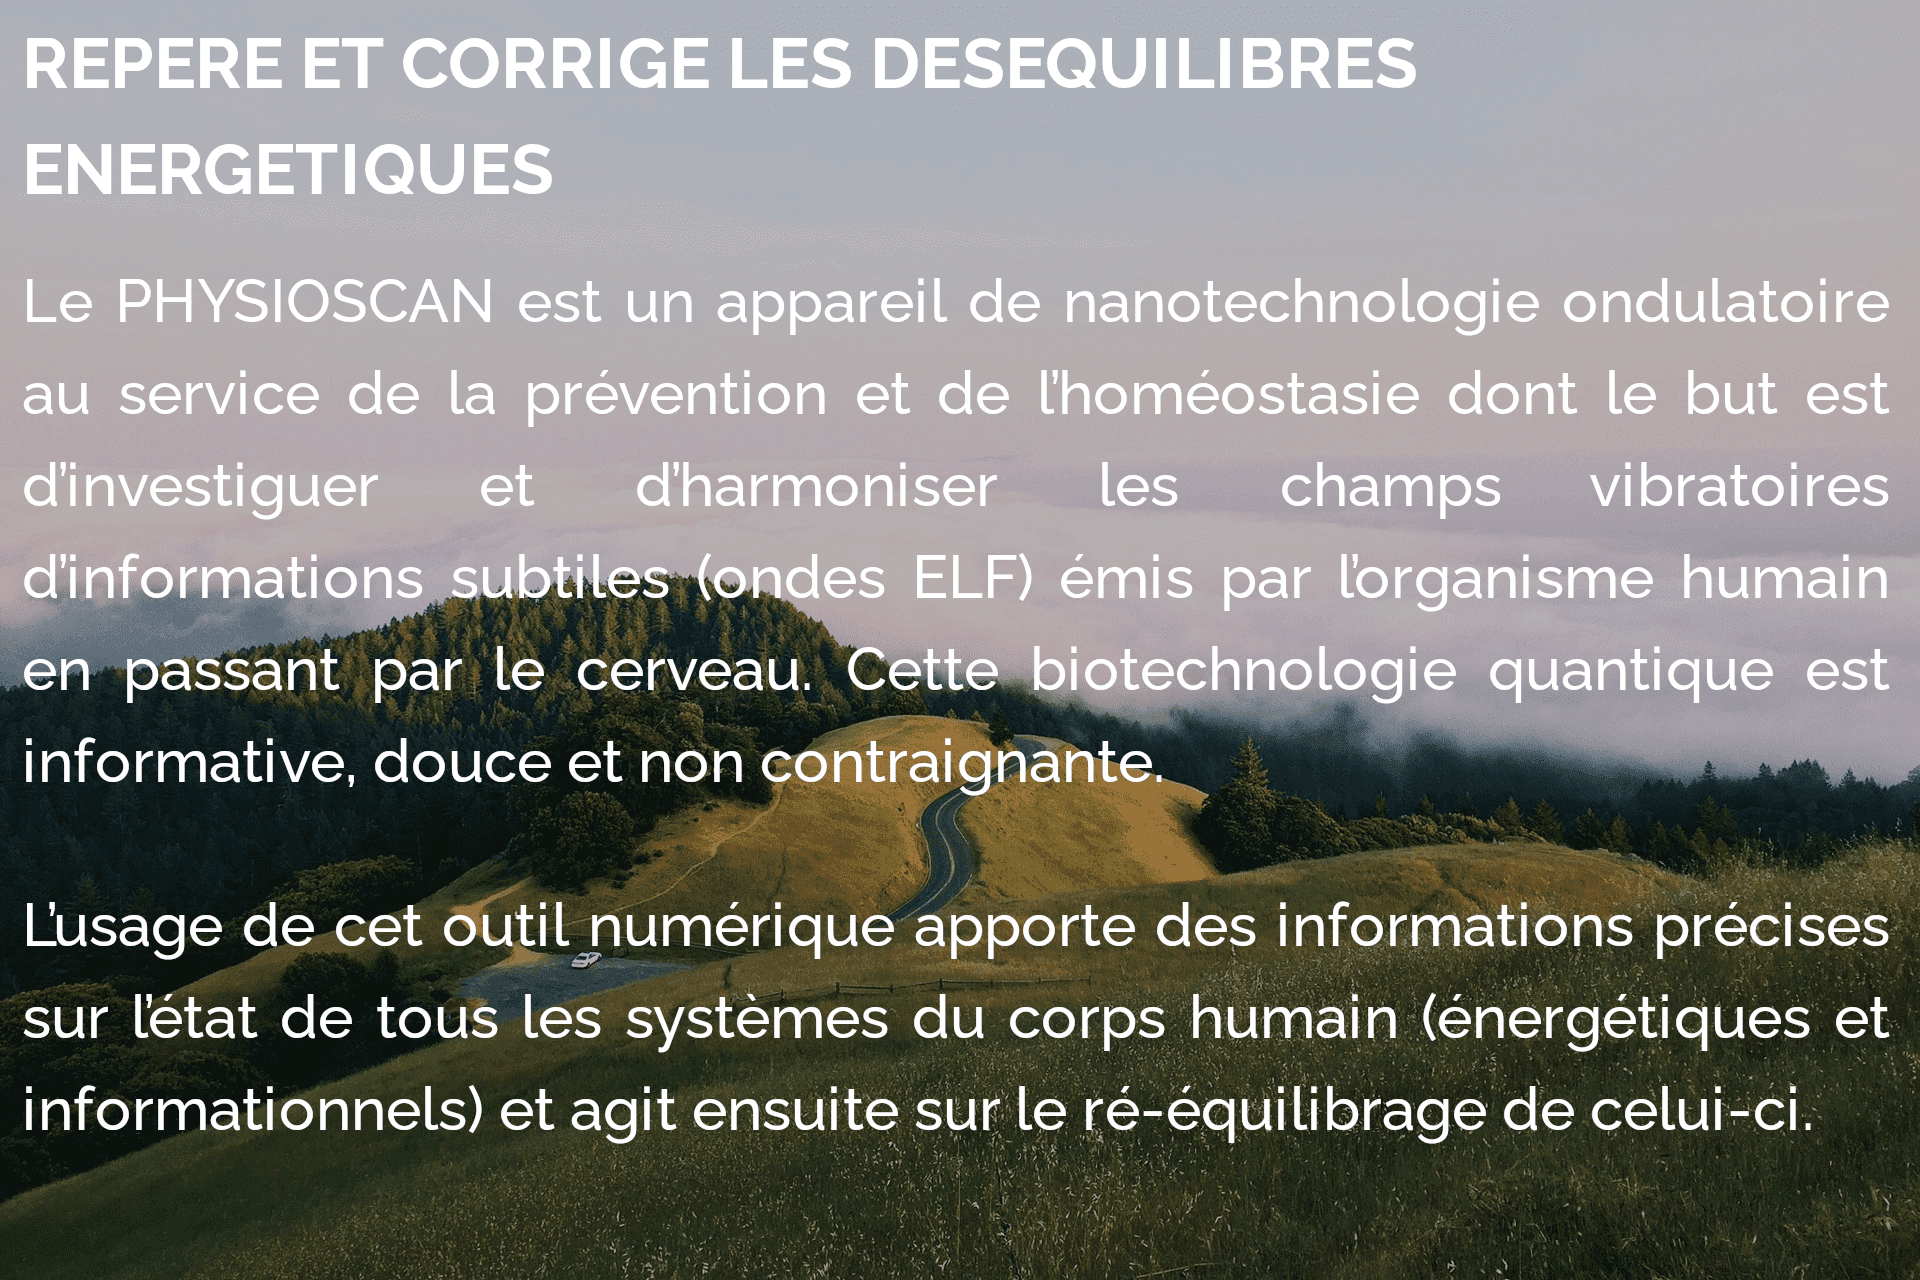 REPERE ET CORRIGE LES DESEQUILIBRES
ENERGETIQUES
Le PHYSIOSCAN est un appareil de nanotechnologie ondulatoire
au service de la prévention et de l’homéostasie dont le but est
d’investiguer et d’harmoniser les champs vibratoires
d’informations subtiles (ondes ELF) émis par l’organisme humain
en passant par le cerveau. Cette biotechnologie quantique est
informative, douce et non contraignante.
L’usage de cet outil numérique apporte des informations précises
sur l’état de tous les systèmes du corps humain (énergétiques et
informationnels) et agit ensuite sur le ré-équilibrage de celui-ci.